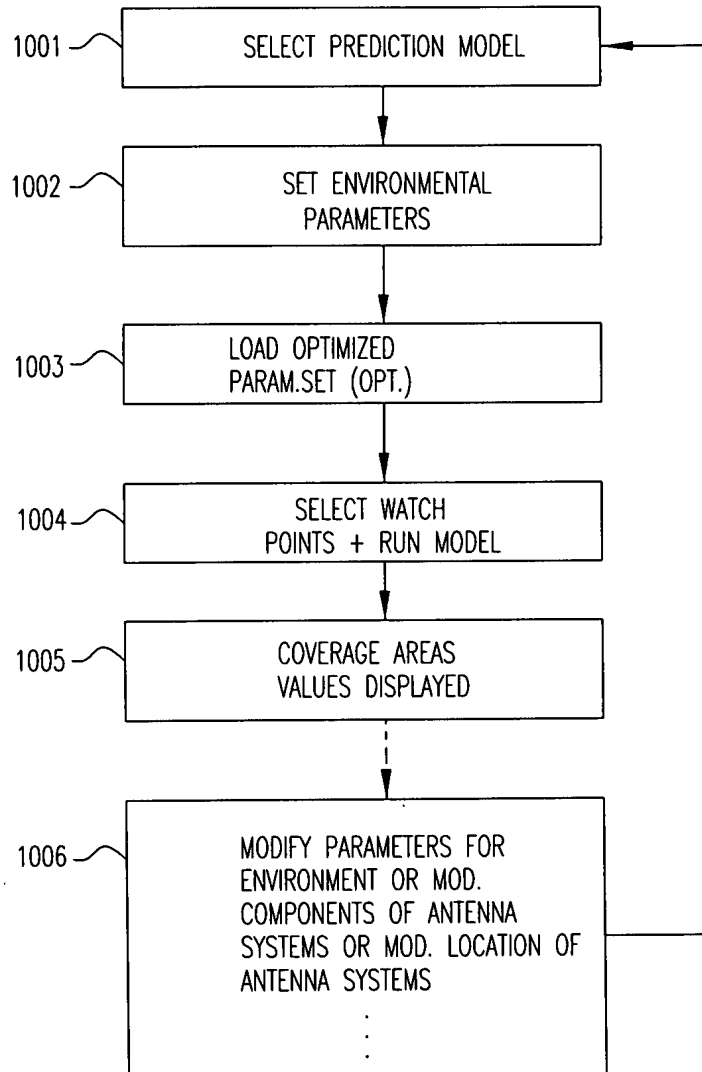 1001
SELECT PREDICTION MODEL
1002
SET ENVIRONMENTAL
PARAMETERS
1003
LOAD OPTIMIZED
PARAM.SET (OPT.)
1004
SELECT WATCH
POINTS + RUN MODEL
1005
COVERAGE AREAS
VALUES DISPLAYED
1006
MODIFY PARAMETERS FOR
ENVIRONMENT OR MOD.
COMPONENTS OF ANTENNA
SYSTEMS OR MOD. LOCATION OF
ANTENNA SYSTEMS